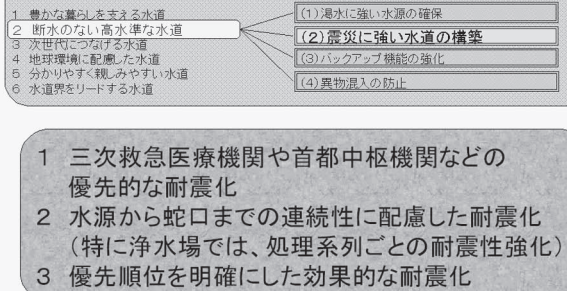 1 豊かな暮らしを支える水道
2 断水のない高水準な水道
3 次世代につなげる水道
4 地球環境に配慮した水道
5 分かりやすく親しみやすい水道
6 水道界をリードする水道
(1)渇水に強い水源の確保
(2)震災に強い水道の構築
(3)バックアップ機能の強化
(4)異物混入の防止
1 三次救急医療機関や首都中枢機関などの
優先的な耐震化
2 水源から蛇口までの連続性に配慮した耐震化
(特に浄水場では、処理系列ごとの耐震性強化)
3 優先順位を明確にした効果的な耐震化